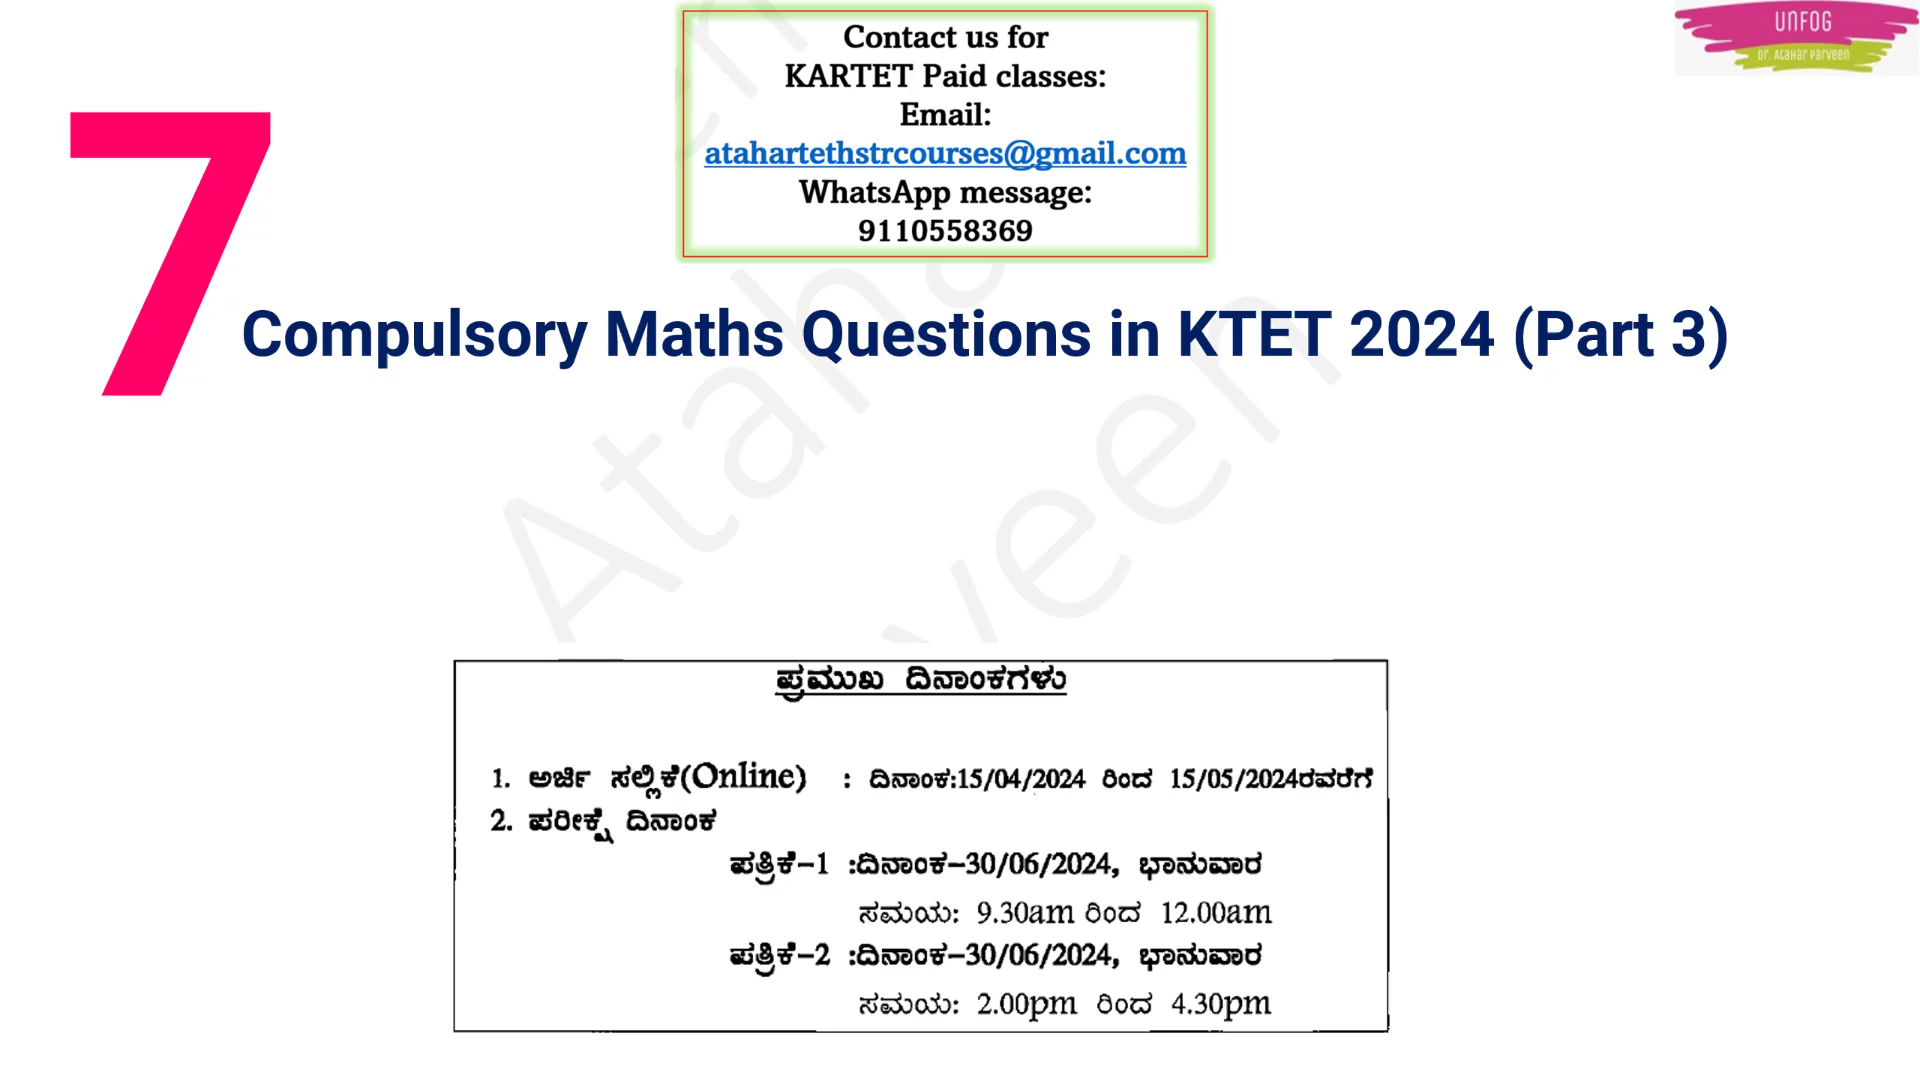 Contact us for
KARTET Paid classes:
Email:
atahartethstrcourses@gmail.com
WhatsApp message:
9110558369
UNFOG
Dr. Atahar Parveen
7
Compulsory Maths Questions in KTET 2024 (Part 3)
Atahar
Parveen
ಪ್ರಮುಖ ದಿನಾಂಕಗಳು
1. ಅರ್ಜಿ ಸಲ್ಲಿಕೆ(Online) : ದಿನಾಂಕ:15/04/2024 ರಿಂದ 15/05/2024ರವರೆಗೆ
2. ಪರೀಕ್ಷೆ ದಿನಾಂಕ
ಪತ್ರಿಕೆ–1 :ದಿನಾಂಕ–30/06/2024, ಭಾನುವಾರ
ಸಮಯ: 9.30am ರಿಂದ 12.00am
ಪತ್ರಿಕೆ–2 :ದಿನಾಂಕ–30/06/2024, ಭಾನುವಾರ
ಸಮಯ: 2.00pm ರಿಂದ 4.30pm